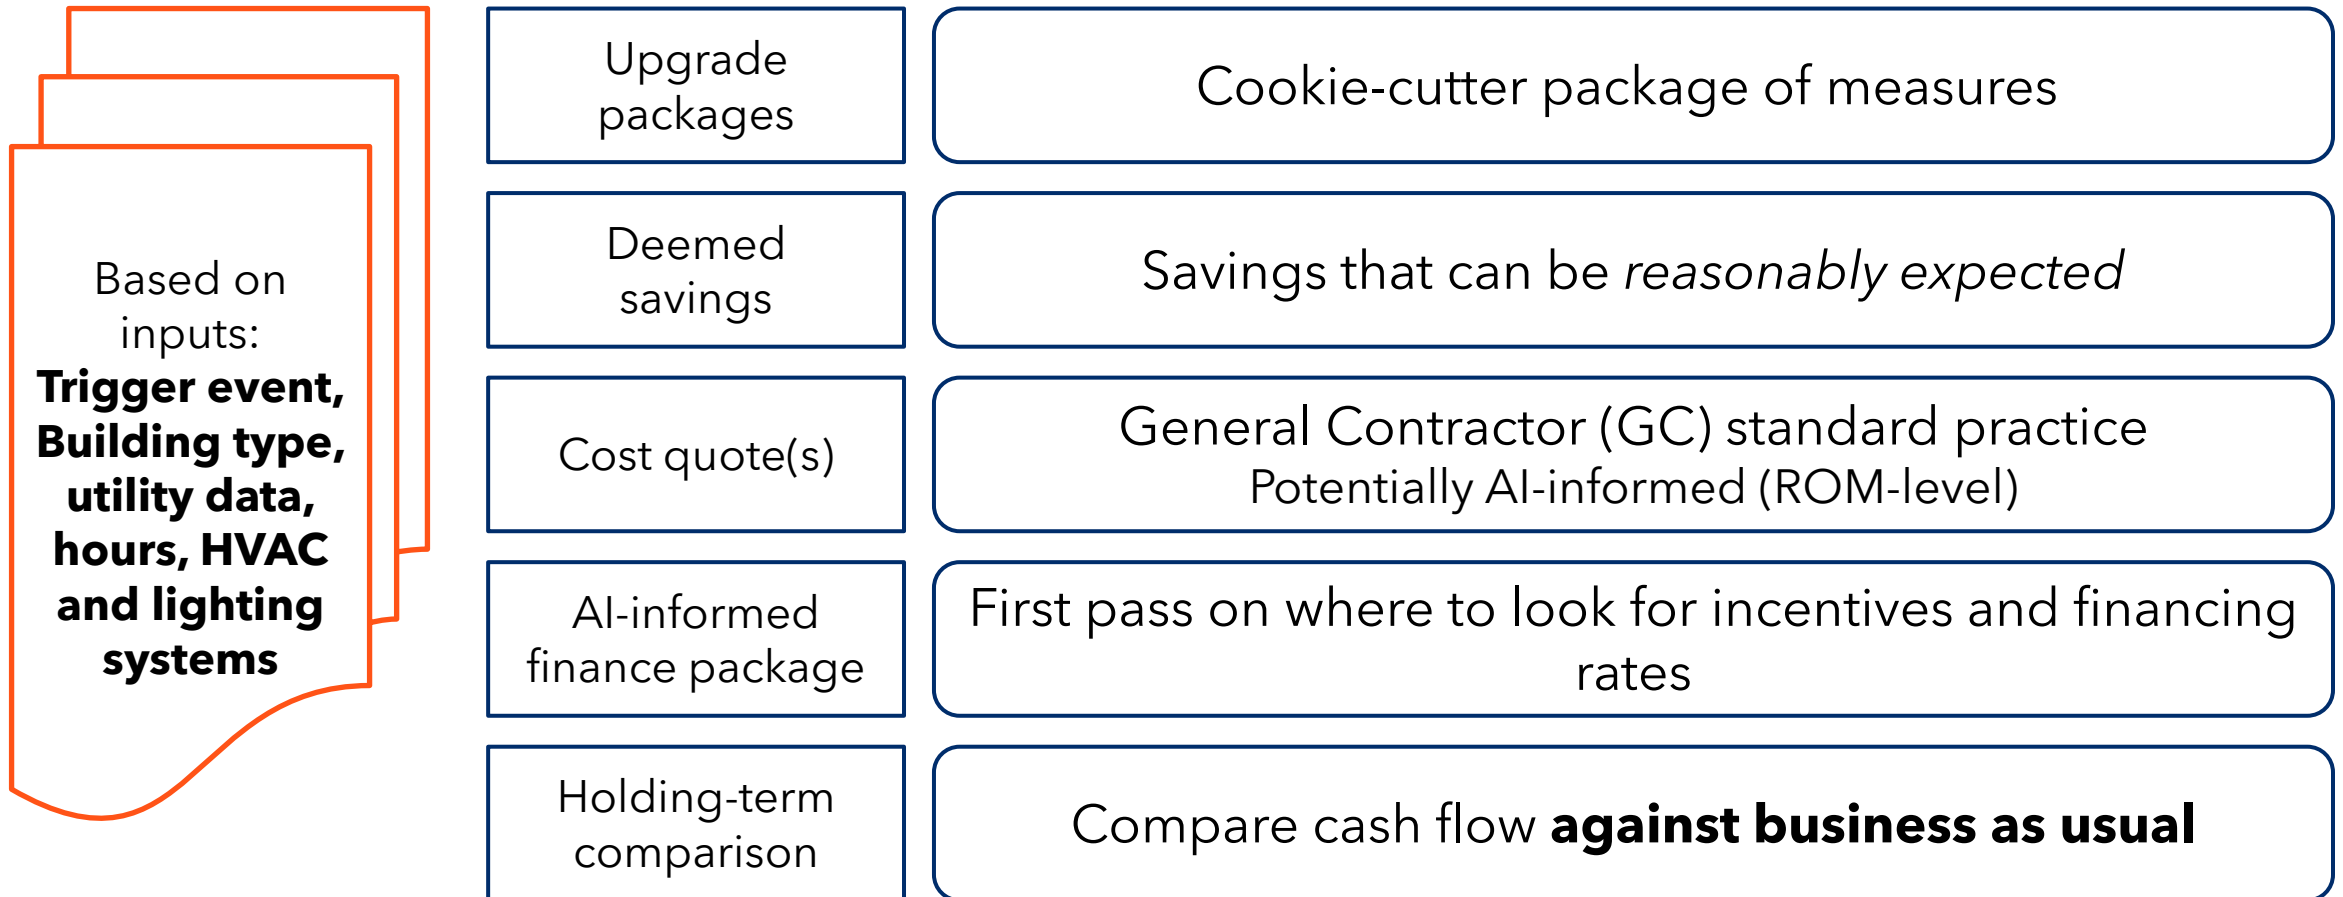 Based on
inputs:
Trigger event,
Building type,
utility data,
hours, HVAC
and lighting
systems
Upgrade
packages
Cookie-cutter package of measures
Deemed
savings
Savings that can be reasonably expected
Cost quote(s)
General Contractor (GC) standard practice
Potentially AI-informed (ROM-level)
AI-informed
finance package
First pass on where to look for incentives and financing
rates
Holding-term
comparison
Compare cash flow against business as usual